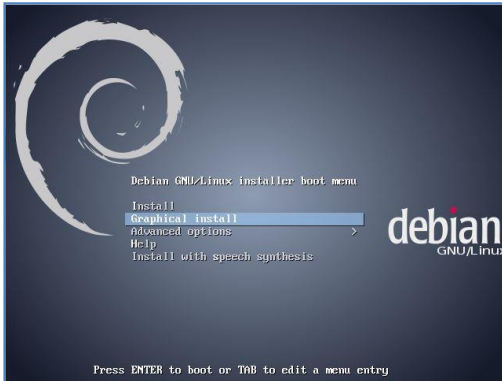 Debian GNU/Linux installer boot menu
Install
Graphical install
Advanced options >
Help
Install with speech synthesis
debian
GNU/Linux
Press ENTER to boot or TAB to edit a menu entry